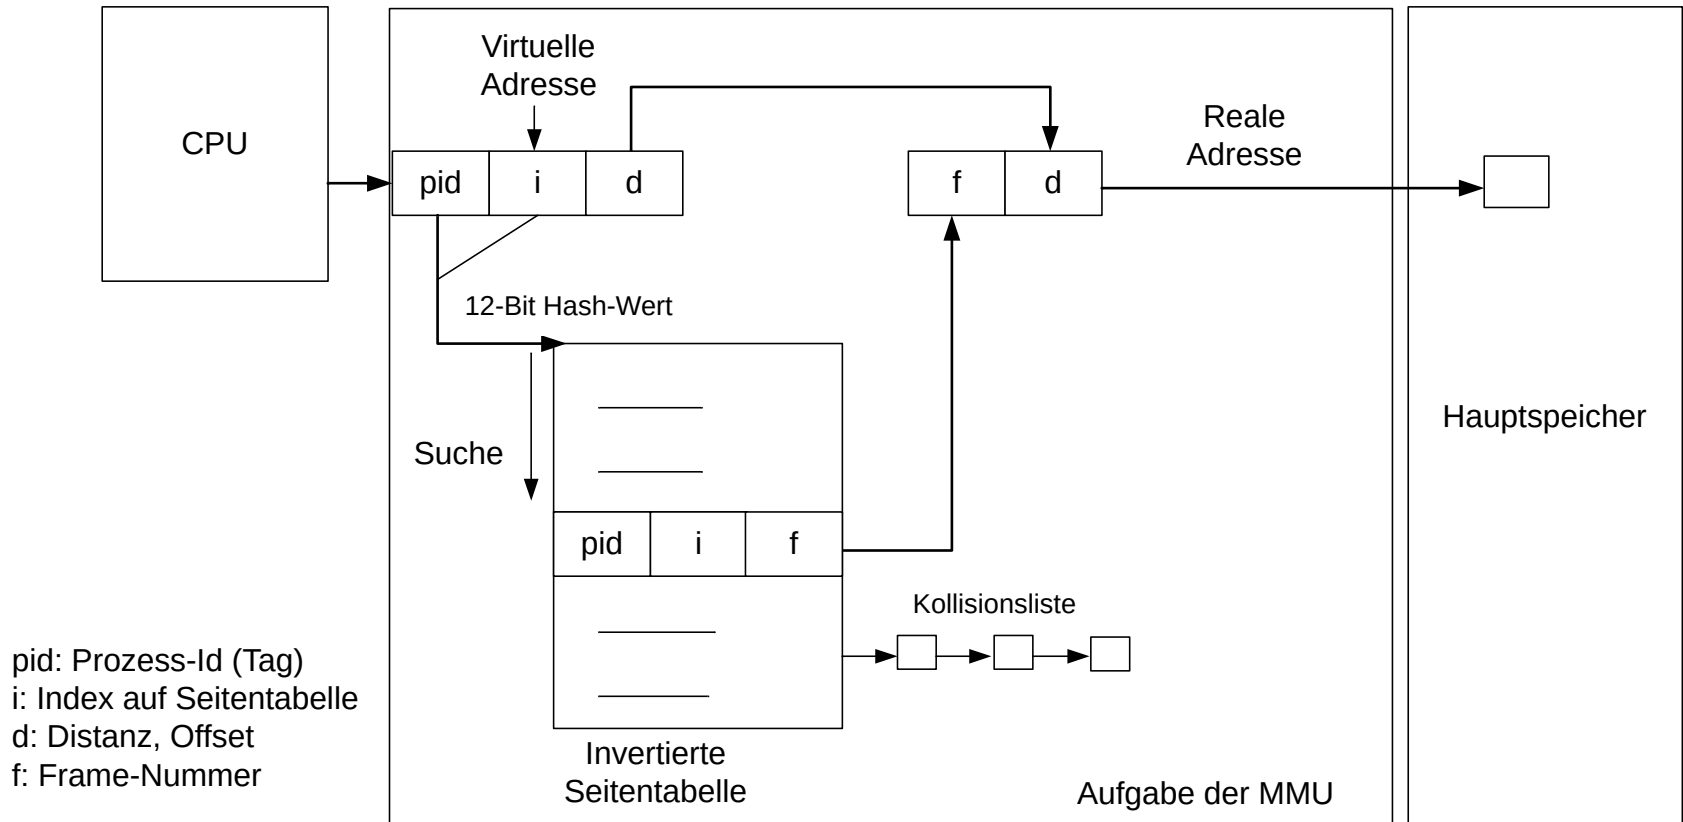 Virtuelle
Adresse
CPU
Reale
Adresse
pid
i
d
f
d
12-Bit Hash-Wert
Hauptspeicher
Suche
pid
i
f
Kollisionsliste
pid: Prozess-Id (Tag)
i: Index auf Seitentabelle
d: Distanz, Offset
f: Frame-Nummer
Invertierte
Seitentabelle
Aufgabe der MMU